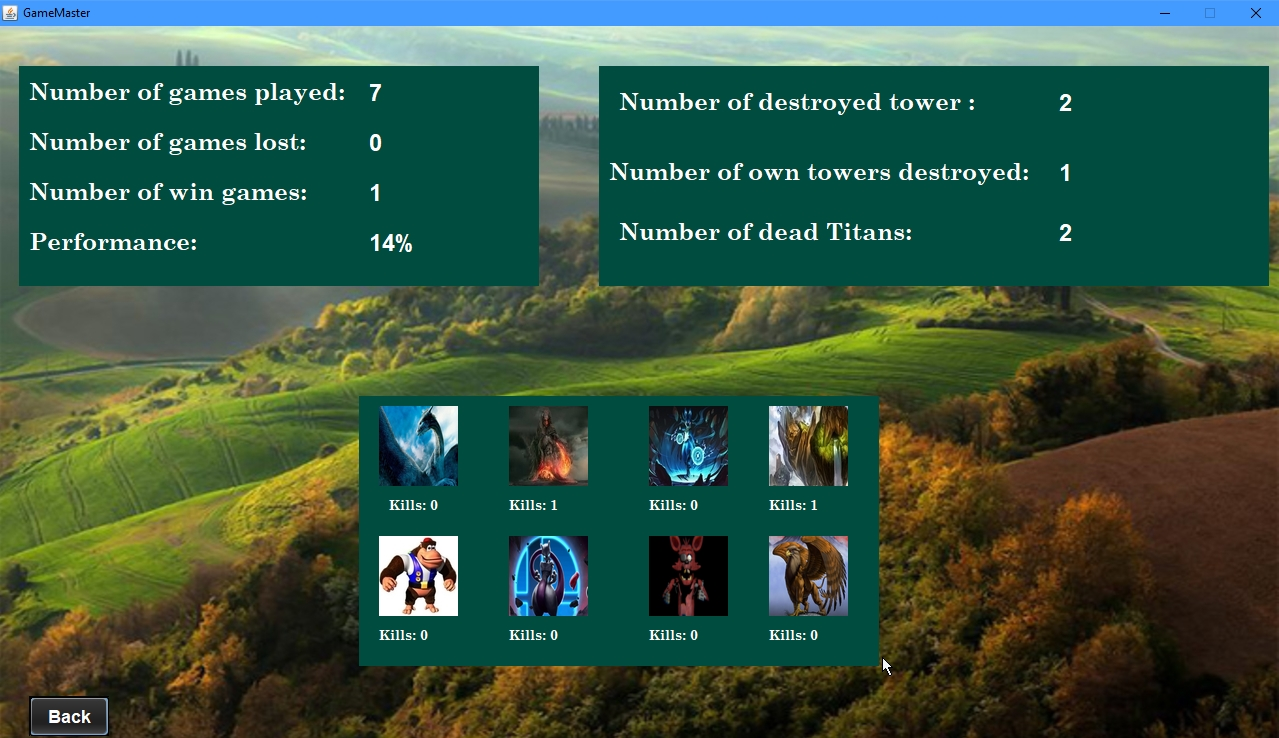 GameMaster
Number of games played: 7
Number of games lost: 0
Number of win games: 1
Performance: 14%
Number of destroyed tower : 2
Number of own towers destroyed: 1
Number of dead Titans: 2
Kills: 0 Kills: 1 Kills: 0 Kills: 1
Kills: 0 Kills: 0 Kills: 0 Kills: 0
Back